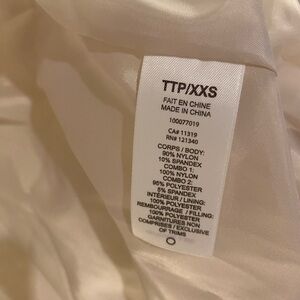 TTP/XXS
FAIT EN CHINE
MADE IN CHINA
100077019
CA# 11319
RN# 121340
CORPS / BODY:
90% NYLON
10% SPANDEX
COMBO 1:
100% NYLON
COMBO 2:
95% POLYESTER
5% SPANDEX
INTÉRIEUR / LINING:
100% POLYESTER
REMBOURRAGE / FILLING:
100% POLYESTER
GARNITURES NON
COMPRISES / EXCLUSIVE
OF TRIMS